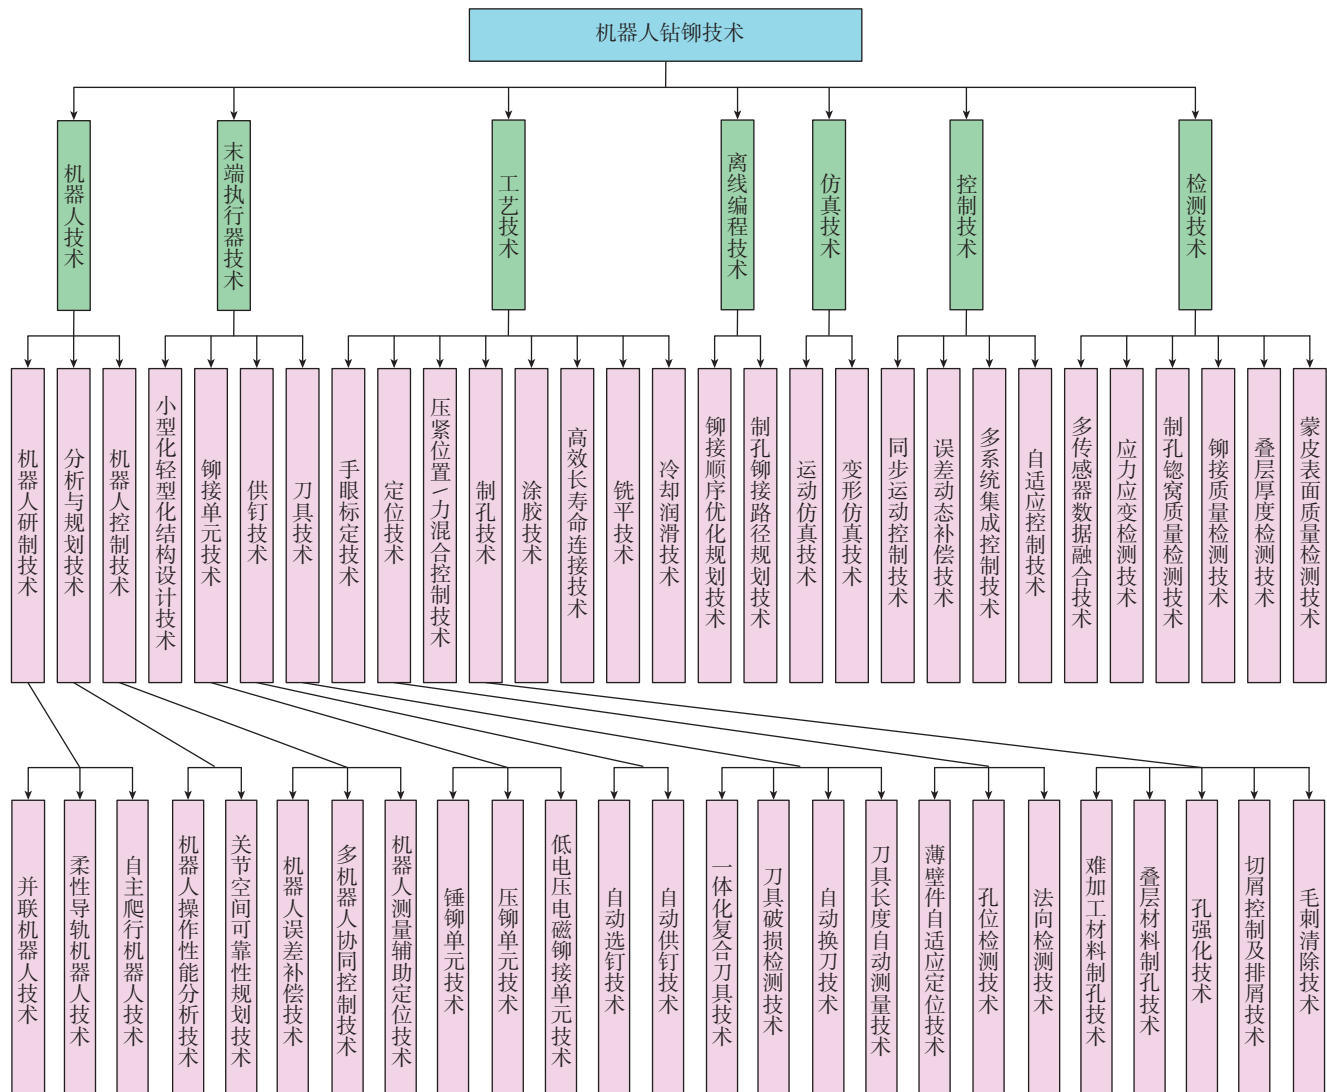 机器人钻铆技术
机器人技术
末端执行器技术
工艺技术
离线编程技术
仿真技术
控制技术
检测技术
机器人研制技术
分析与规划技术
机器人控制技术
小型化轻型化结构设计技术
铆接单元技术
供钉技术
刀具技术
手眼标定技术
定位技术
压紧位置/力混合控制技术
制孔技术
涂胶技术
高效长寿命连接技术
铣平技术
冷却润滑技术
铆接顺序优化规划技术
制孔铆接路径规划技术
运动仿真技术
变形仿真技术
同步运动控制技术
误差动态补偿技术
多系统集成控制技术
自适应控制技术
多传感器数据融合技术
应力应变检测技术
制孔锪窝质量检测技术
铆接质量检测技术
叠层厚度检测技术
蒙皮表面质量检测技术
并联机器人技术
柔性导轨机器人技术
自主爬行机器人技术
机器人操作性能分析技术
关节空间可靠性规划技术
机器人误差补偿技术
多机器人协同控制技术
机器人测量辅助定位技术
锤铆单元技术
压铆单元技术
低电压电磁铆接单元技术
自动选钉技术
自动供钉技术
一体化复合刀具技术
刀具破损检测技术
自动换刀技术
刀具长度自动测量技术
薄壁件自适应定位技术
孔位检测技术
法向检测技术
难加工材料制孔技术
叠层材料制孔技术
孔强化技术
切屑控制及排屑技术
毛刺清除技术